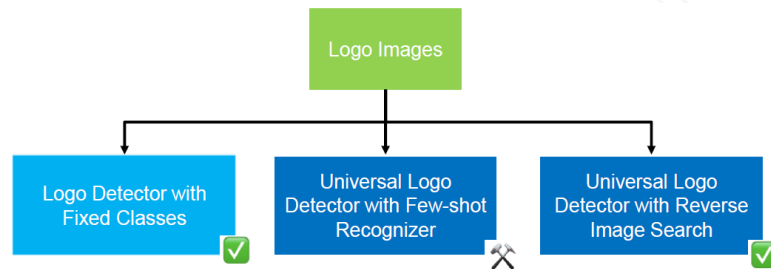 Logo Images
Logo Detector with
Fixed Classes
Universal Logo
Detector with Few-shot
Recognizer
Universal Logo
Detector with Reverse
Image Search